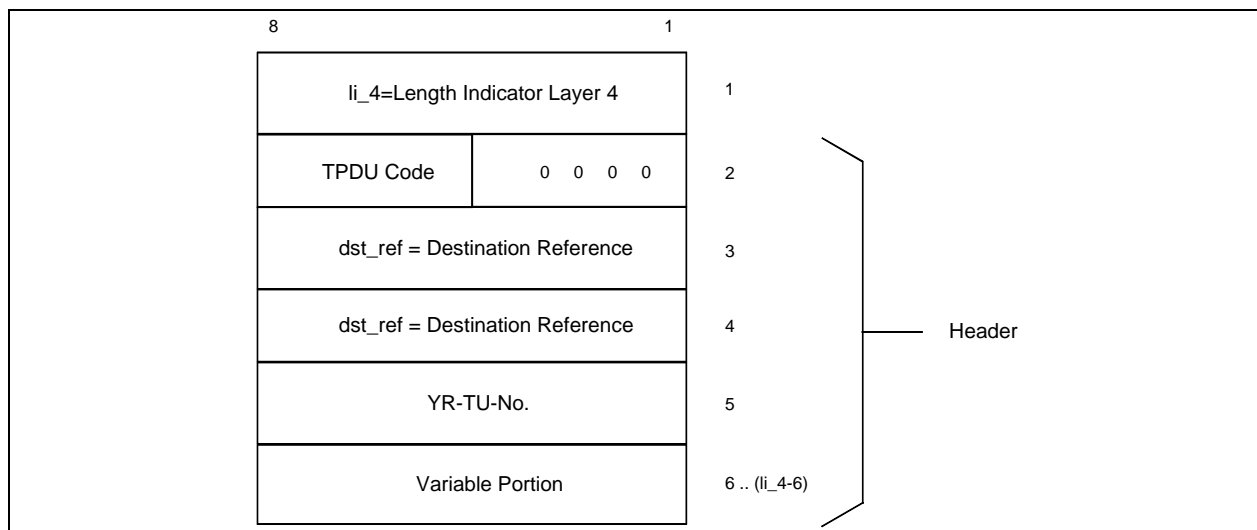 8 1
li_4=Length Indicator Layer 4 1
TPDU Code 0 0 0 0 2
dst_ref = Destination Reference 3
dst_ref = Destination Reference 4
Header
YR-TU-No. 5
Variable Portion 6 .. (li_4-6)